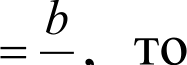 = b/ , то